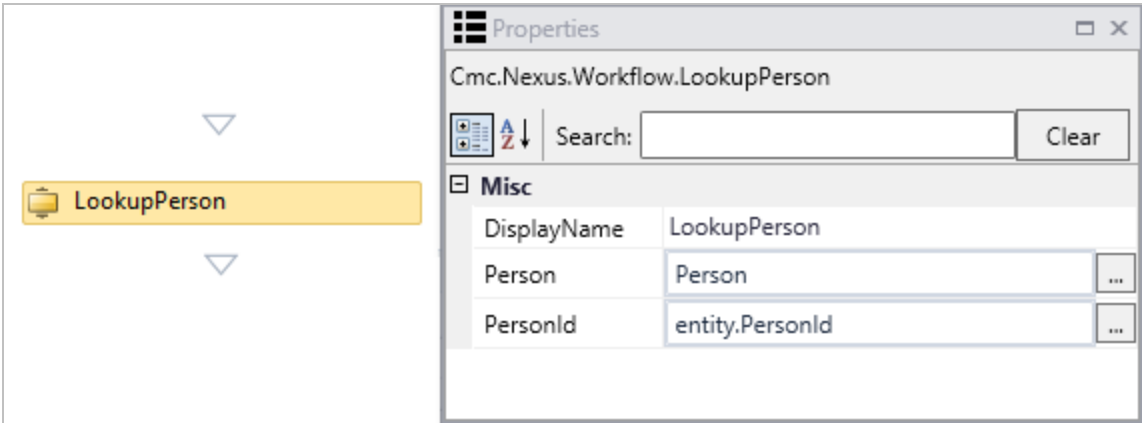 LookupPerson
Properties
Cmc.Nexus.Workflow.LookupPerson
A Z Search: Clear
Misc
DisplayName LookupPerson
Person Person ...
PersonId entity.PersonId ...